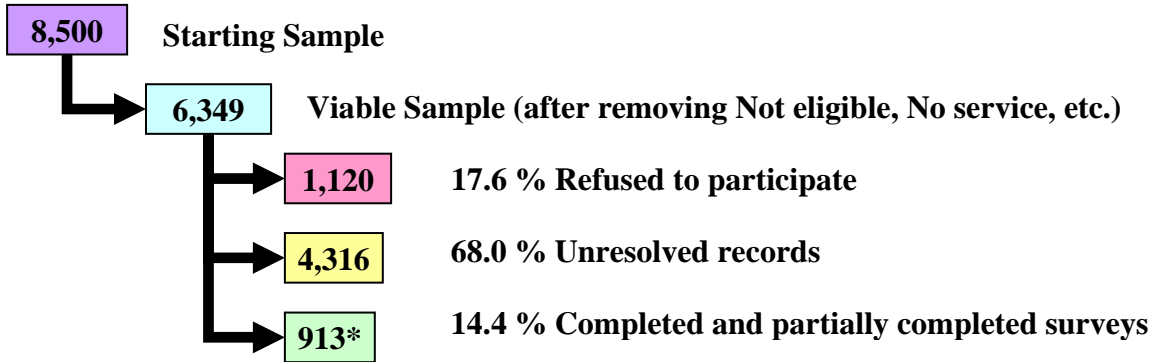 8,500 Starting Sample
6,349 Viable Sample (after removing Not eligible, No service, etc.)
1,120 17.6 % Refused to participate
4,316 68.0 % Unresolved records
913* 14.4 % Completed and partially completed surveys